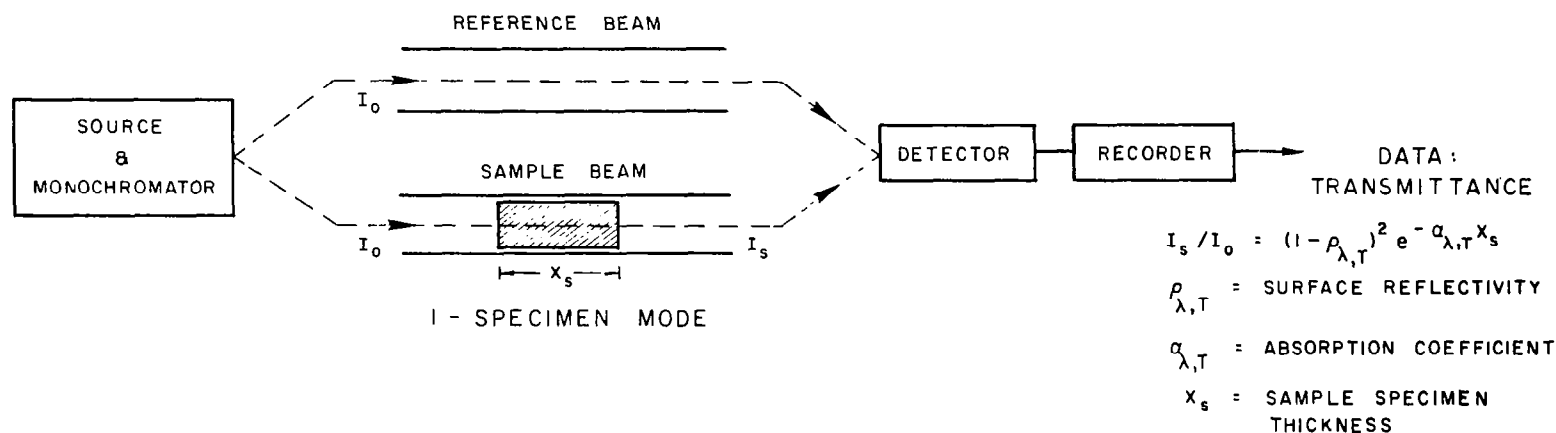 REFERENCE BEAM
I₀
SOURCE
&
MONOCHROMATOR
SAMPLE BEAM
I₀
Iₛ
Xₛ
1 - SPECIMEN MODE
DETECTOR
RECORDER
DATA:
TRANSMITTANCE
Iₛ/I₀ = (1 - ρλ,T)² e^-αλ,T Xₛ
ρλ,T = SURFACE REFLECTIVITY
αλ,T = ABSORPTION COEFFICIENT
Xₛ = SAMPLE SPECIMEN
THICKNESS